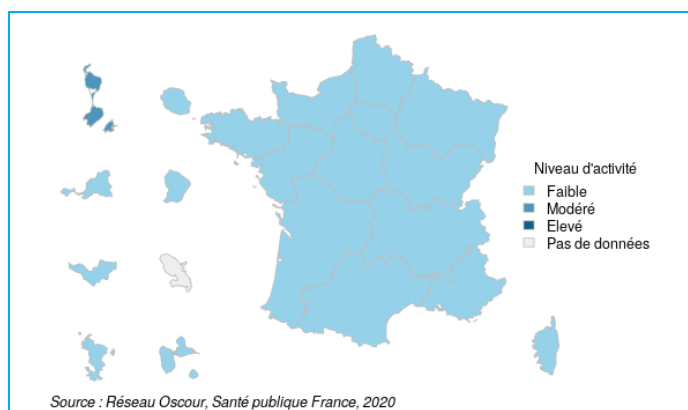 Niveau d'activité
Faible
Modéré
Elevé
Pas de données
Source : Réseau Oscour, Santé publique France, 2020